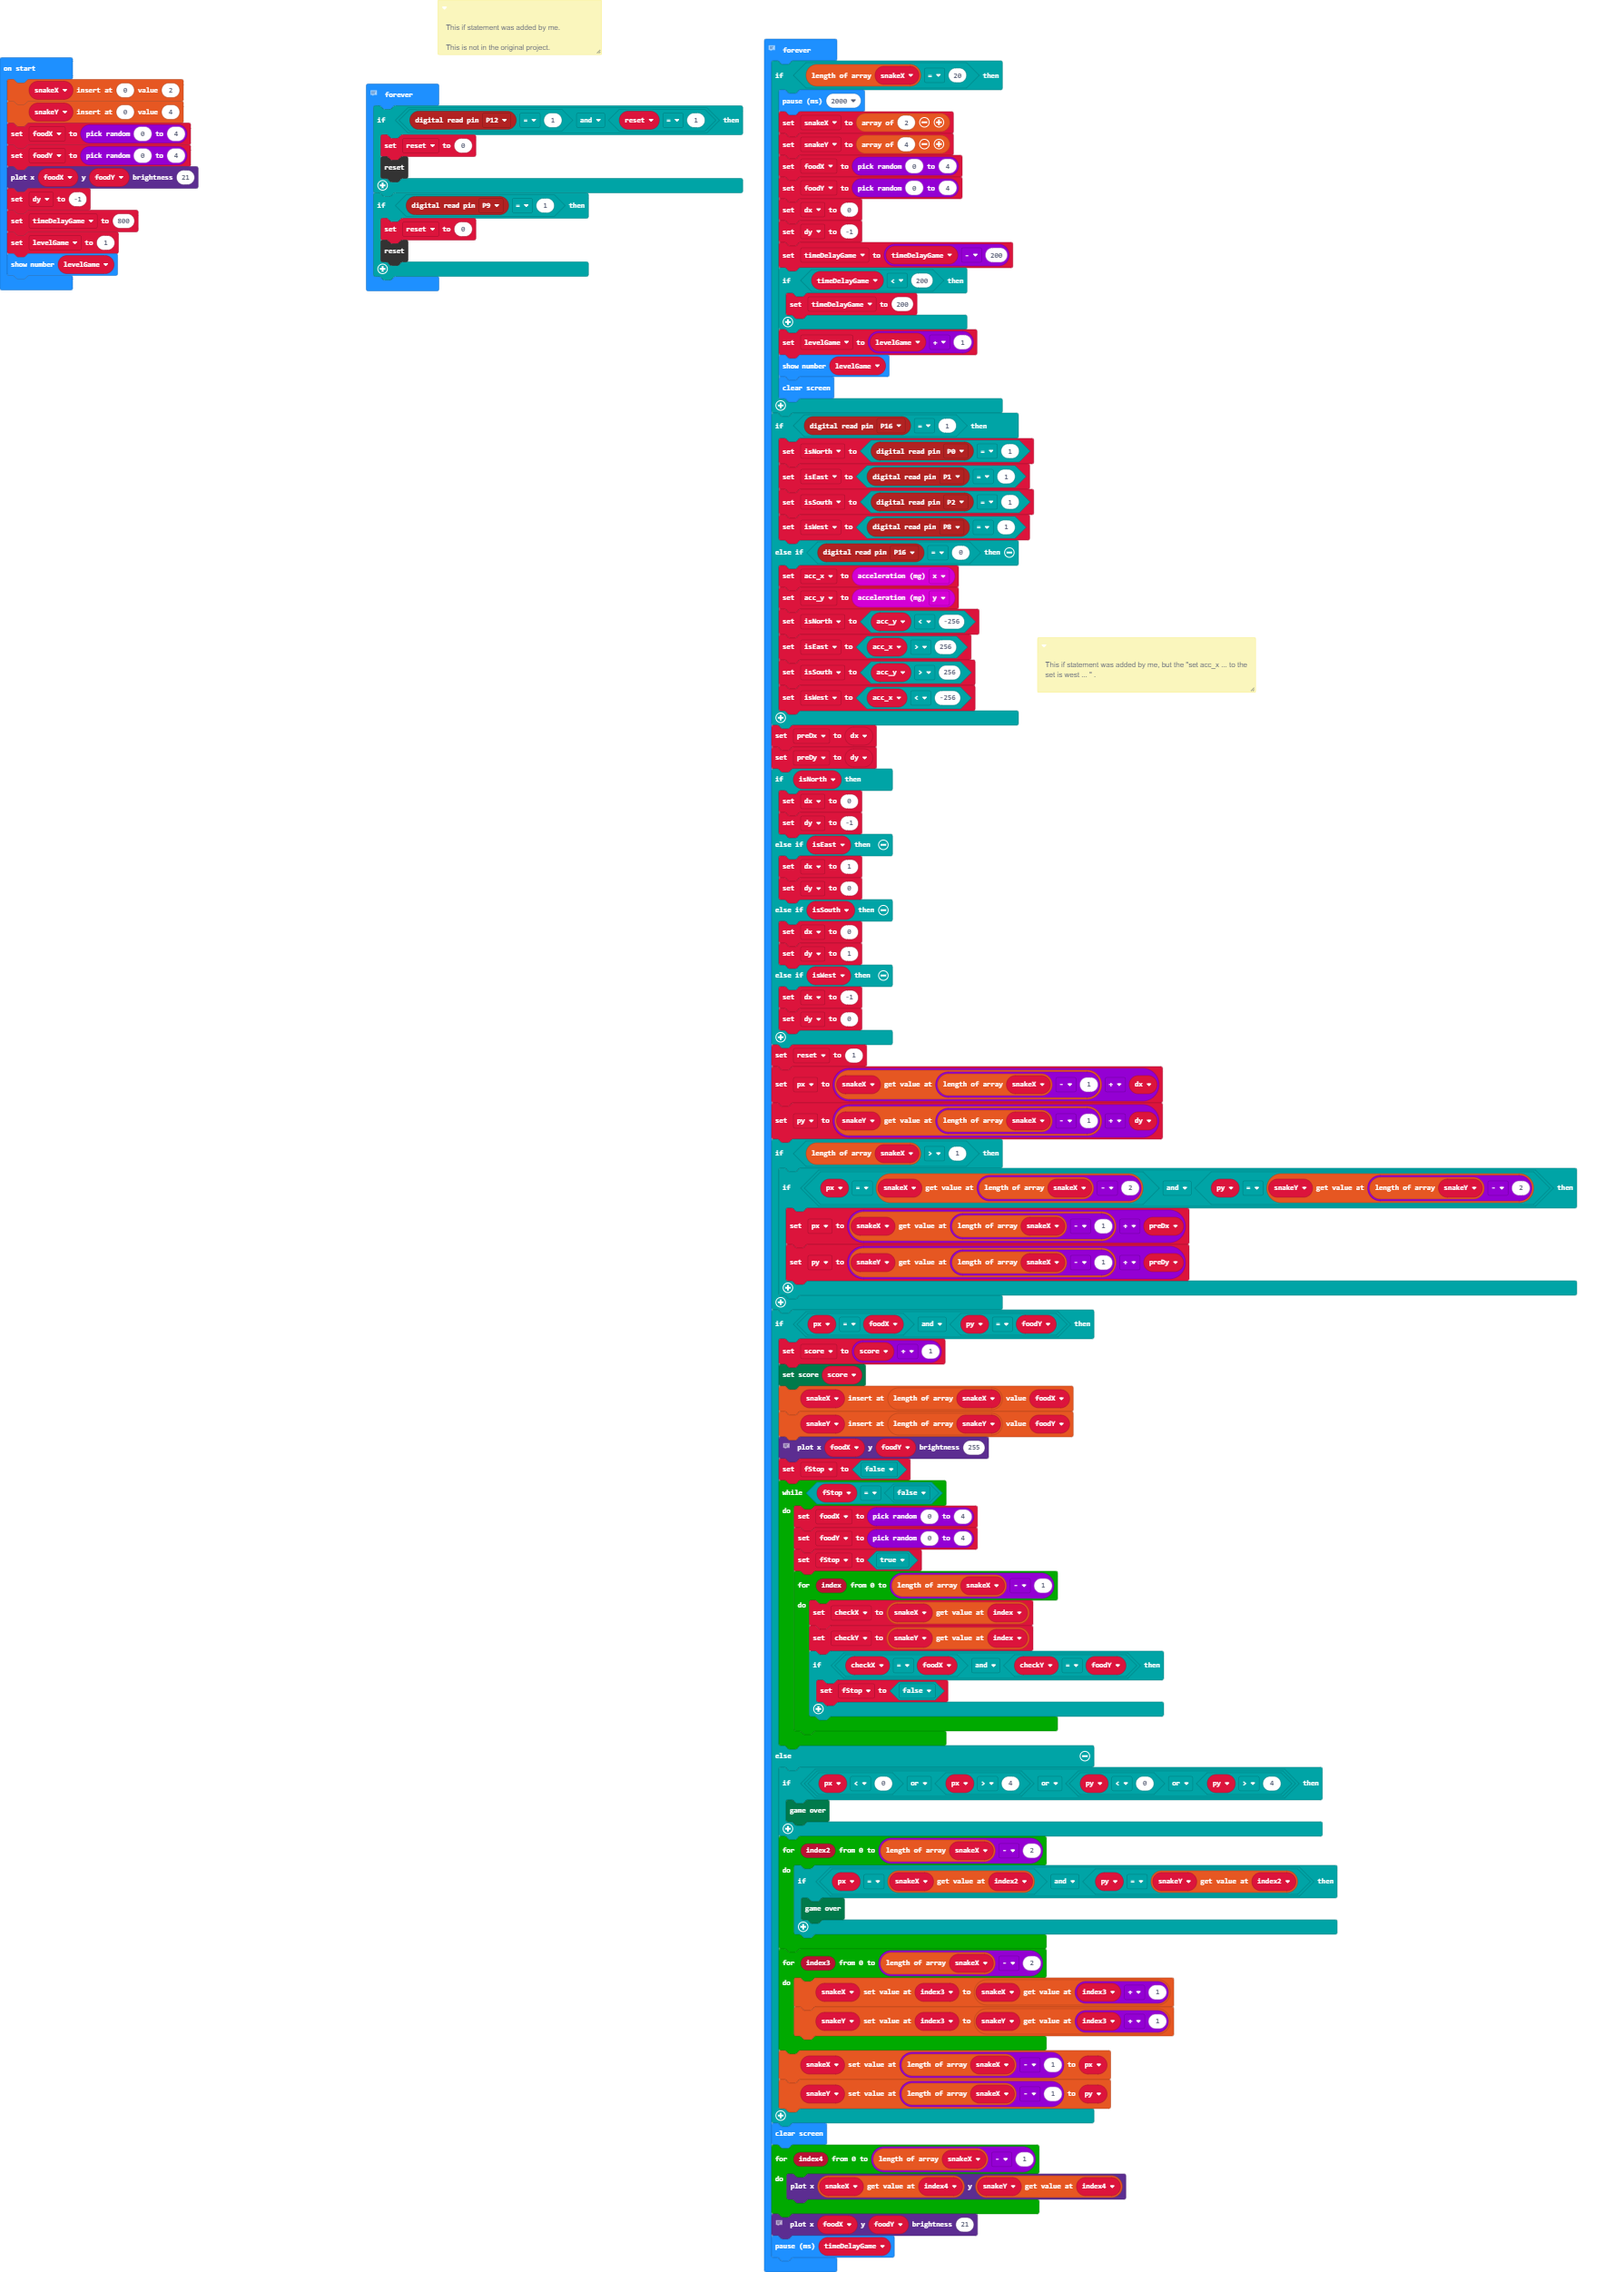 This if statement was added by me.
This is not in the original project.
on start
snakeX insert at 0 value 2
snakeY insert at 0 value 4
set foodX to pick random 0 to 4
set foodY to pick random 0 to 4
plot x foodX y foodY brightness 21
set dy to -1
set timeDelayGame to 800
set levelGame to 1
show number levelGame
forever
if digital read pin P12 = 1 and reset = 1 then
set reset to 0
reset
if digital read pin P9 = 1 then
set reset to 0
reset
forever
if length of array snakeX = 20 then
pause (ms) 2000
set snakeX to array of 2
set snakeY to array of 4
set foodX to pick random 0 to 4
set foodY to pick random 0 to 4
set dx to 0
set dy to -1
set timeDelayGame to timeDelayGame - 200
if timeDelayGame < 200 then
set timeDelayGame to 200
set levelGame to levelGame + 1
show number levelGame
clear screen
if digital read pin P16 = 1 then
set isNorth to digital read pin P0 = 1
set isEast to digital read pin P1 = 1
set isSouth to digital read pin P2 = 1
set isWest to digital read pin P8 = 1
else if digital read pin P16 = 0 then
set acc_x to acceleration (mg) x
set acc_y to acceleration (mg) y
set isNorth to acc_y < -256
set isEast to acc_x > 256
set isSouth to acc_y > 256
set isWest to acc_x < -256
This if statement was added by me, but the "set acc_x ... to the
set is west ... " .
set preDx to dx
set preDy to dy
if isNorth then
set dx to 0
set dy to -1
else if isEast then
set dx to 1
set dy to 0
else if isSouth then
set dx to 0
set dy to 1
else if isWest then
set dx to -1
set dy to 0
set reset to 1
set px to snakeX get value at length of array snakeX - 1 + dx
set py to snakeY get value at length of array snakeX - 1 + dy
if length of array snakeX > 1 then
if px = snakeX get value at length of array snakeX - 2 and py = snakeY get value at length of array snakeY - 2 then
set px to snakeX get value at length of array snakeX - 1 + preDx
set py to snakeY get value at length of array snakeX - 1 + preDy
if px = foodX and py = foodY then
set score to score + 1
set score score
snakeX insert at length of array snakeX value foodX
snakeY insert at length of array snakeY value foodY
plot x foodX y foodY brightness 255
set fStop to false
while fStop = false
do set foodX to pick random 0 to 4
set foodY to pick random 0 to 4
set fStop to true
for index from 0 to length of array snakeX - 1
do set checkX to snakeX get value at index
set checkY to snakeY get value at index
if checkX = foodX and checkY = foodY then
set fStop to false
else
if px < 0 or px > 4 or py < 0 or py > 4 then
game over
for index2 from 0 to length of array snakeX - 2
do if px = snakeX get value at index2 and py = snakeY get value at index2 then
game over
for index3 from 0 to length of array snakeX - 2
do snakeX set value at index3 to snakeX get value at index3 + 1
snakeY set value at index3 to snakeY get value at index3 + 1
snakeX set value at length of array snakeX - 1 to px
snakeY set value at length of array snakeX - 1 to py
clear screen
for index4 from 0 to length of array snakeX - 1
do plot x snakeX get value at index4 y snakeY get value at index4
plot x foodX y foodY brightness 21
pause (ms) timeDelayGame